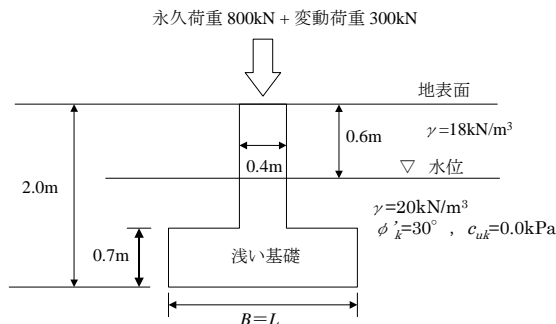 永久荷重 800kN + 変動荷重 300kN
地表面
0.6m
γ=18kN/m³
0.4m
▽ 水位
2.0m
γ=20kN/m³
φ'k=30° , cuk=0.0kPa
0.7m
浅い基礎
B=L